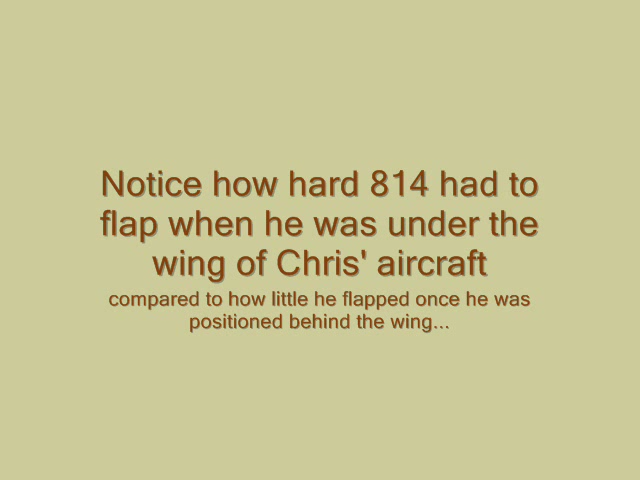 Notice how hard 814 had to
flap when he was under the
wing of Chris' aircraft
compared to how little he flapped once he was
positioned behind the wing...